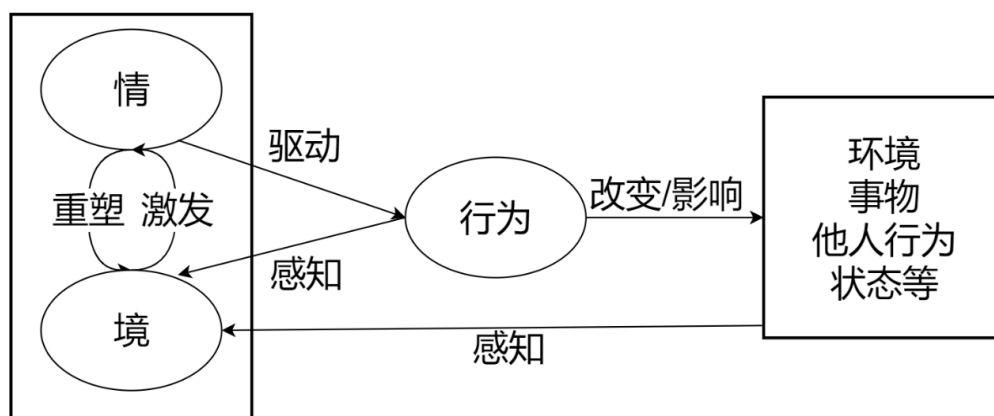 情
驱动
重塑
激发
行为
改变/影响
环境
事物
他人行为
状态等
感知
境
感知